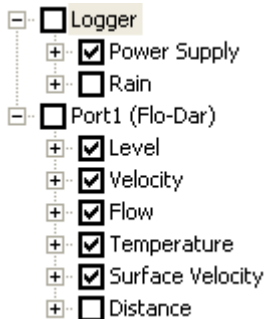 Logger
Power Supply
Rain
Port1 (Flo-Dar)
Level
Velocity
Flow
Temperature
Surface Velocity
Distance